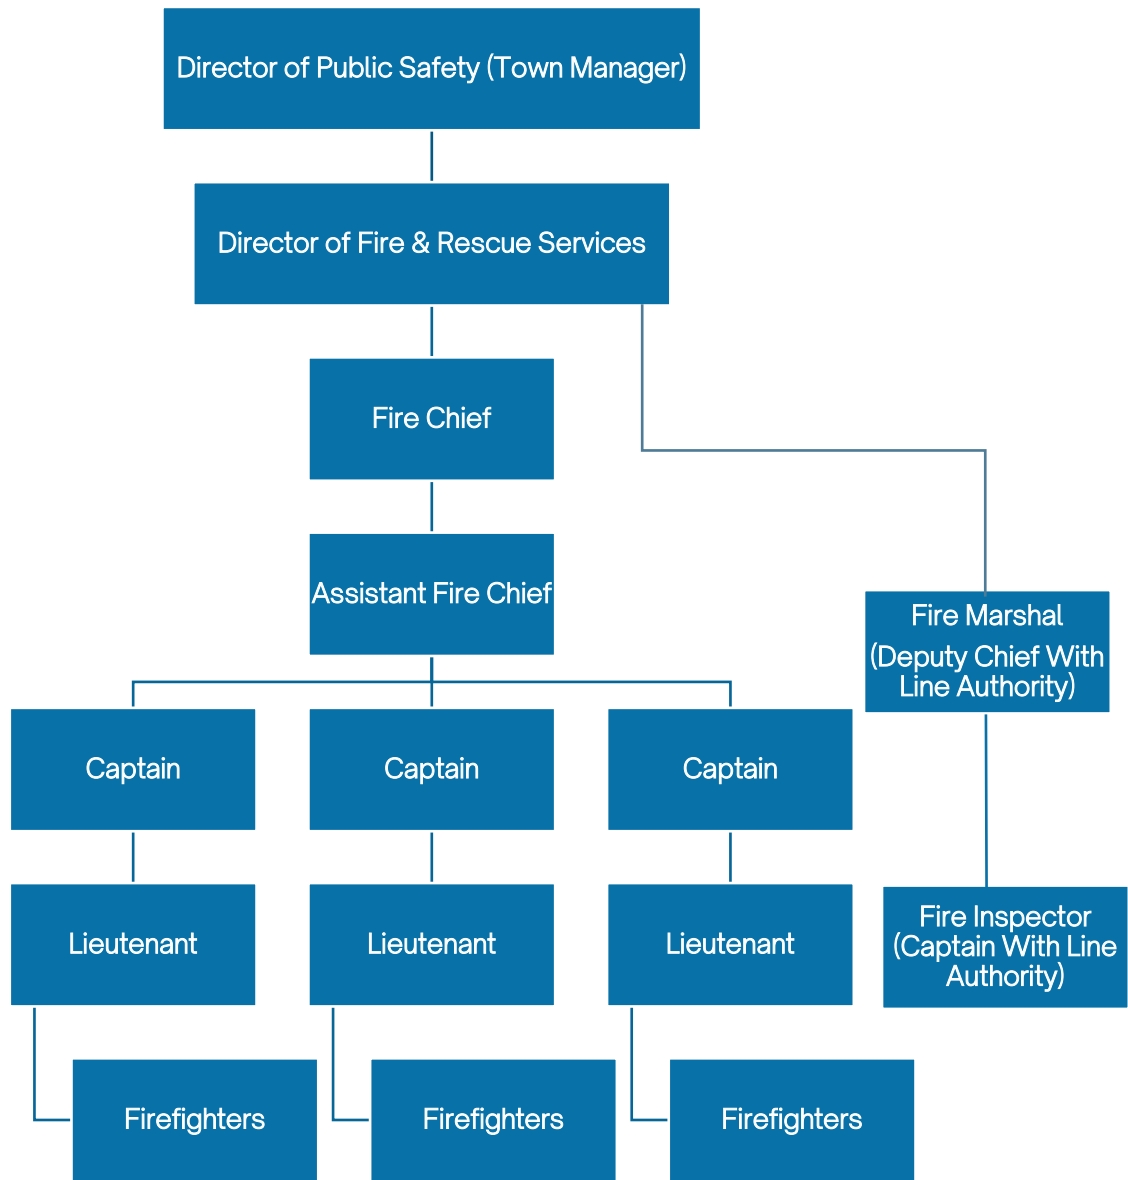 Director of Public Safety (Town Manager)
Director of Fire & Rescue Services
Fire Chief
Assistant Fire Chief
Fire Marshal
(Deputy Chief With
Line Authority)
Captain
Captain
Captain
Lieutenant
Lieutenant
Lieutenant
Fire Inspector
(Captain With Line
Authority)
Firefighters
Firefighters
Firefighters